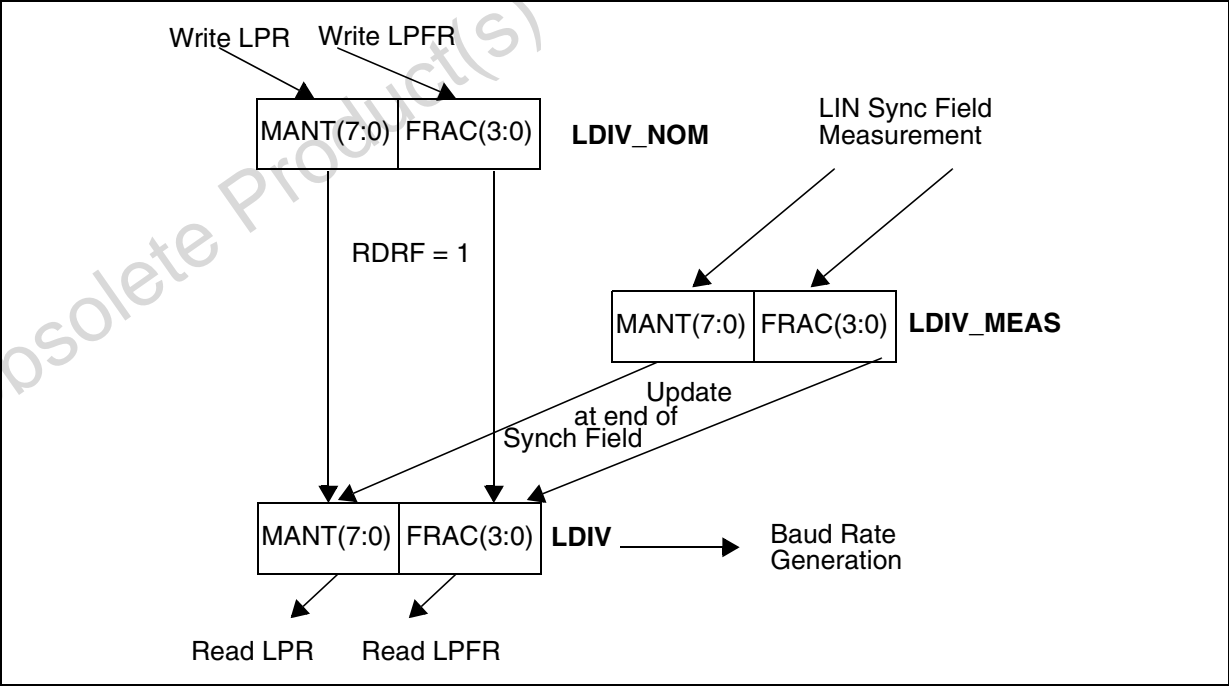 Write LPR
Write LPFR
MANT(7:0)
FRAC(3:0)
LDIV_NOM
LIN Sync Field
Measurement
RDRF = 1
MANT(7:0)
FRAC(3:0)
LDIV_MEAS
Update
at end of
Synch Field
MANT(7:0)
FRAC(3:0)
LDIV
Baud Rate
Generation
Read LPR
Read LPFR
bsolete Product(s)